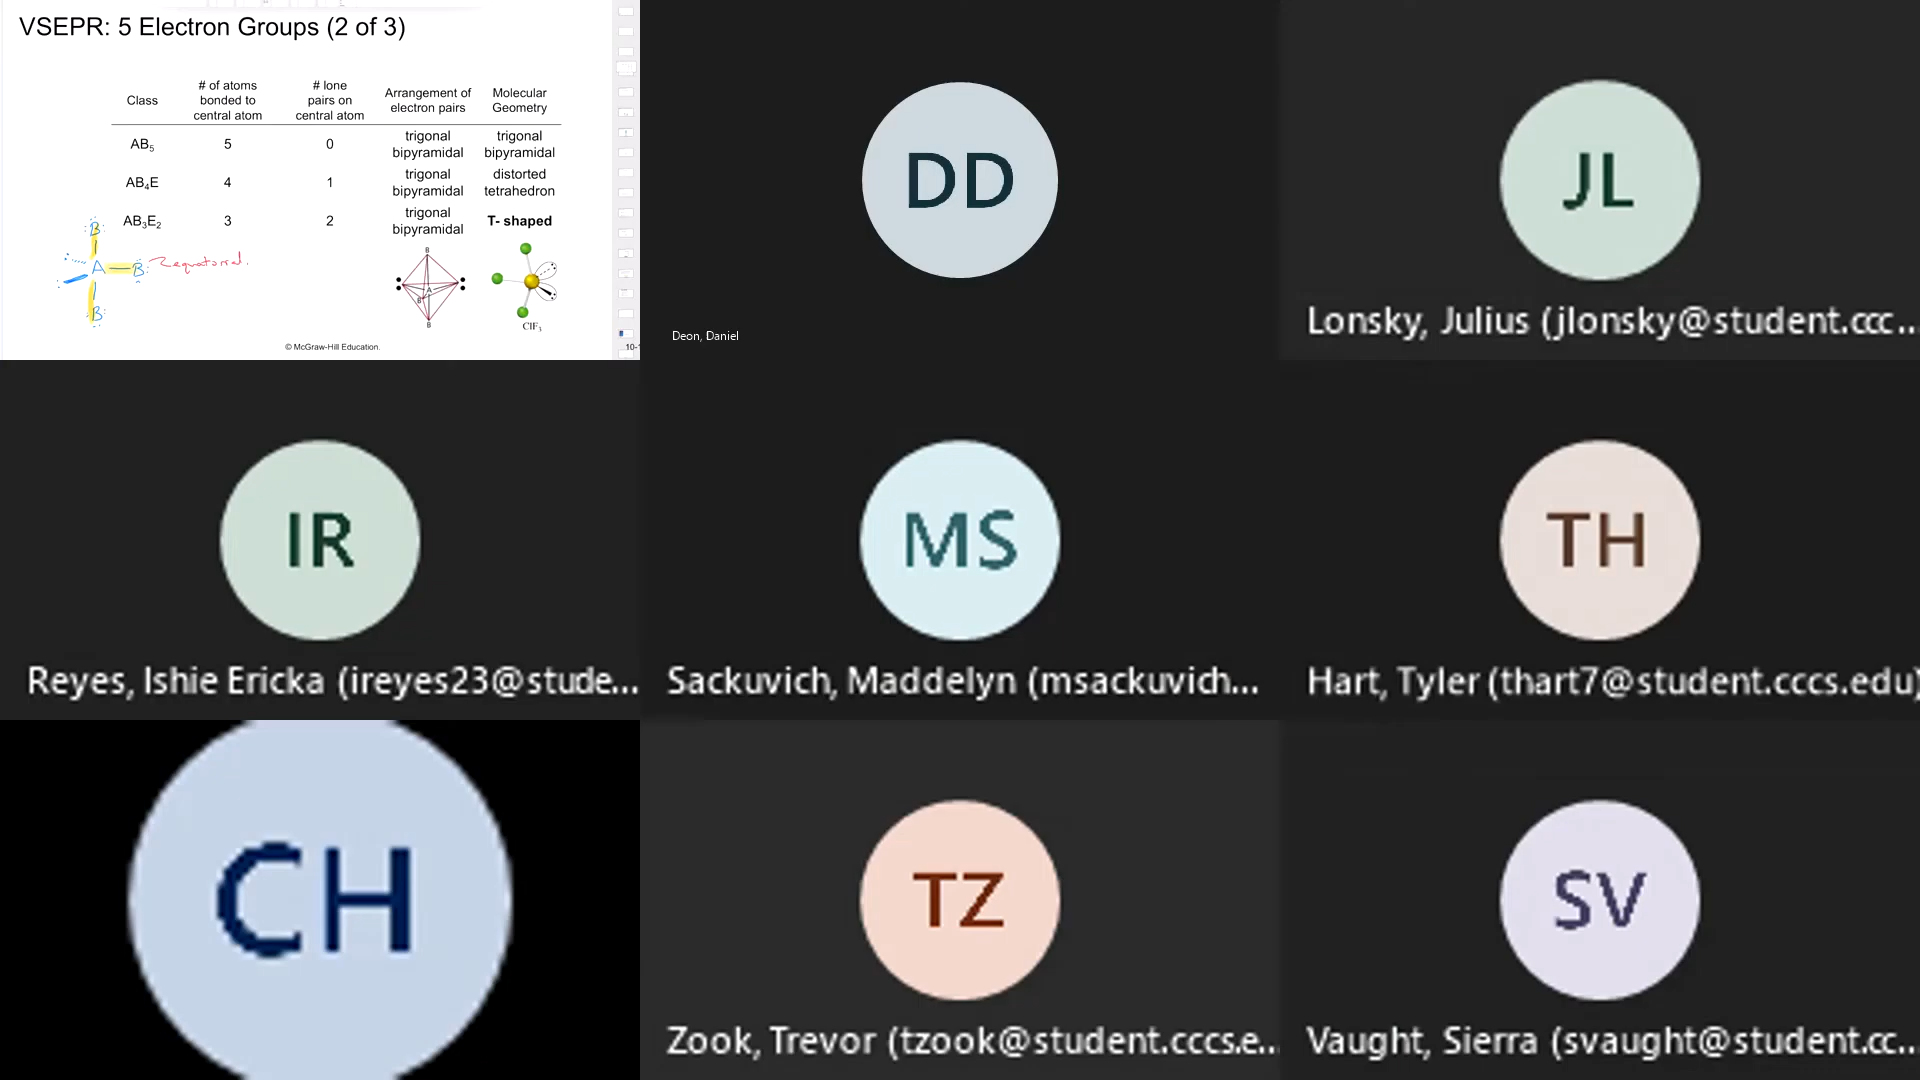 VSEPR: 5 Electron Groups (2 of 3)
Class
# of atoms
bonded to
central atom
# lone
pairs on
central atom
Arrangement of
electron pairs
Molecular
Geometry
AB₅ 5 0 trigonal bipyramidal trigonal bipyramidal
AB₄E 4 1 trigonal bipyramidal distorted tetrahedron
AB₃E₂ 3 2 trigonal bipyramidal T- shaped
B
A B equatorial.
B
B
A
B
B
ClF₃
© McGraw-Hill Education.
10-
DD
Deon, Daniel
JL
Lonsky, Julius (jlonsky@student.ccc...
IR
Reyes, Ishie Ericka (ireyes23@stude...
MS
Sackuvich, Maddelyn (msackuvich...
TH
Hart, Tyler (thart7@student.cccs.edu)
CH
TZ
Zook, Trevor (tzook@student.cccs.e...
SV
Vaught, Sierra (svaught@student.cc...